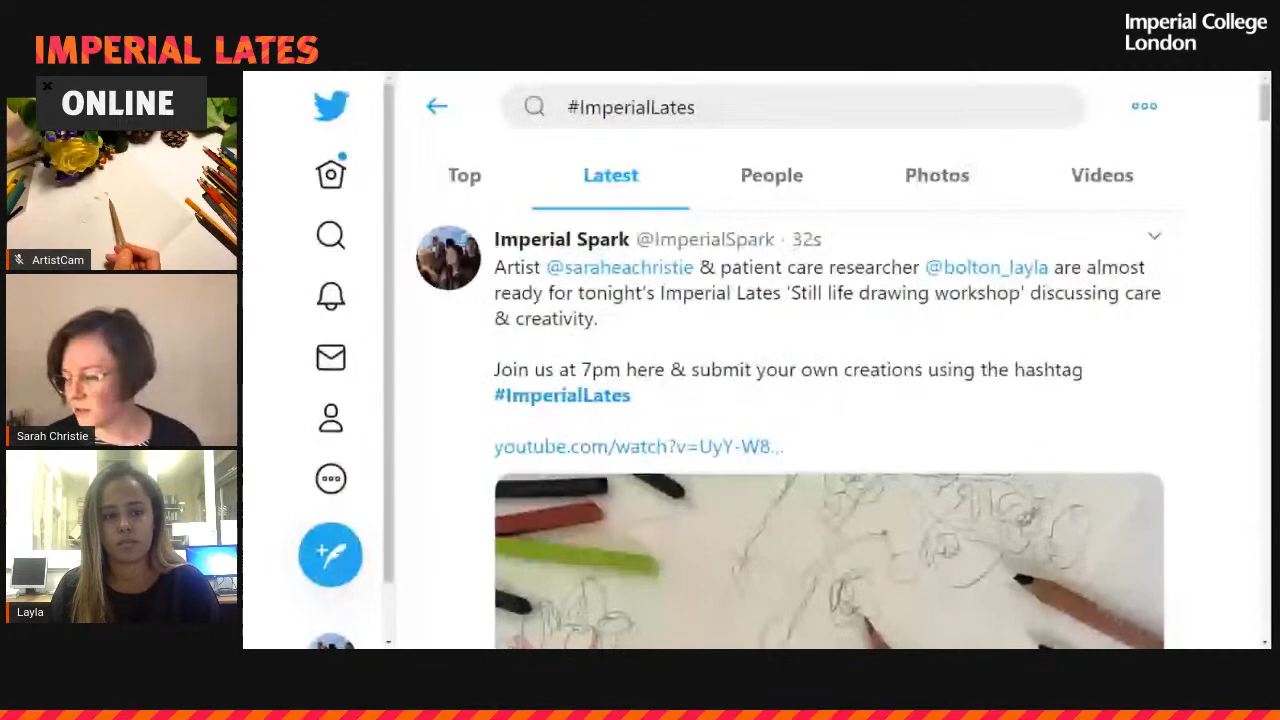 IMPERIAL LATES
ONLINE
Imperial College
London
ArtistCam
Sarah Christie
Layla
#ImperialLates
Top
Latest
People
Photos
Videos
Imperial Spark @ImperialSpark · 32s
Artist @saraheachristie & patient care researcher @bolton_layla are almost
ready for tonight's Imperial Lates 'Still life drawing workshop' discussing care
& creativity.
Join us at 7pm here & submit your own creations using the hashtag
#ImperialLates
youtube.com/watch?v=UyY-W8...